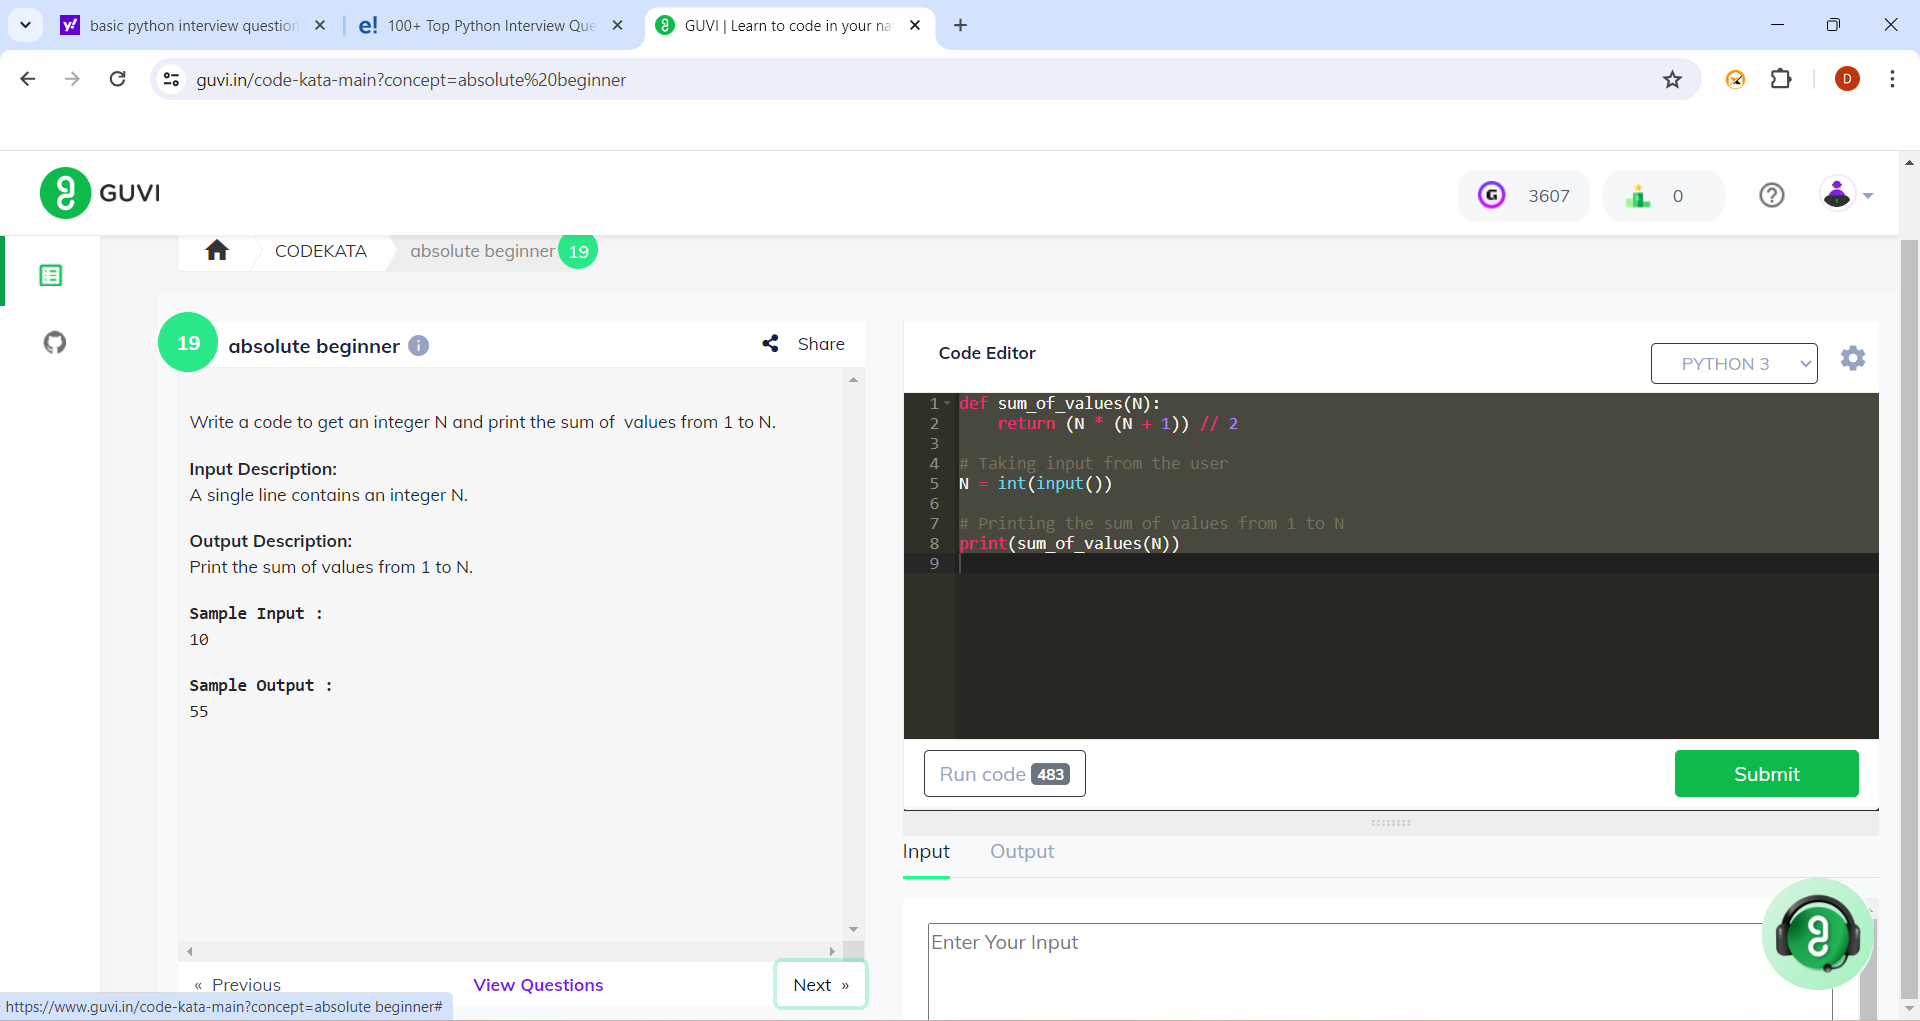 basic python interview question
100+ Top Python Interview Que
GUVI | Learn to code in your na
guvi.in/code-kata-main?concept=absolute%20beginner
D
GUVI
G 3607
0
CODEKATA
absolute beginner 19
19 absolute beginner
Share
Write a code to get an integer N and print the sum of  values from 1 to N.
Input Description:
A single line contains an integer N.
Output Description:
Print the sum of values from 1 to N.
Sample Input :
10
Sample Output :
55
« Previous
View Questions
Next »
https://www.guvi.in/code-kata-main?concept=absolute beginner#
Code Editor
PYTHON 3
1 def sum_of_values(N):
2     return (N * (N + 1)) // 2
3
4 # Taking input from the user
5 N = int(input())
6
7 # Printing the sum of values from 1 to N
8 print(sum_of_values(N))
9
Run code 483
Submit
Input
Output
Enter Your Input